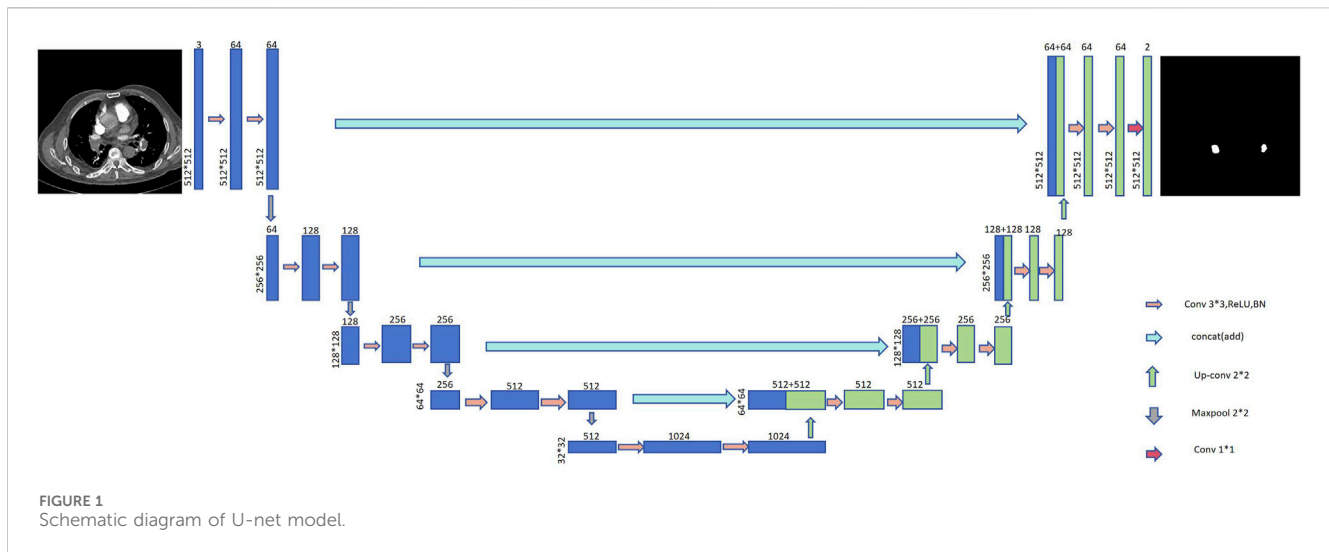 3 64 64
512*512 512*512 512*512
64+64 64 64 2
512*512 512*512 512*512 512*512
64 128 128
256*256
128+128 128 128
256*256
128 256 256
128*128
256+256 256 256
128*128
256 512 512
64*64
512+512 512 512
64*64
512 1024 1024
32*32
Conv 3*3,ReLU,BN
concat(add)
Up-conv 2*2
Maxpool 2*2
Conv 1*1
FIGURE 1
Schematic diagram of U-net model.